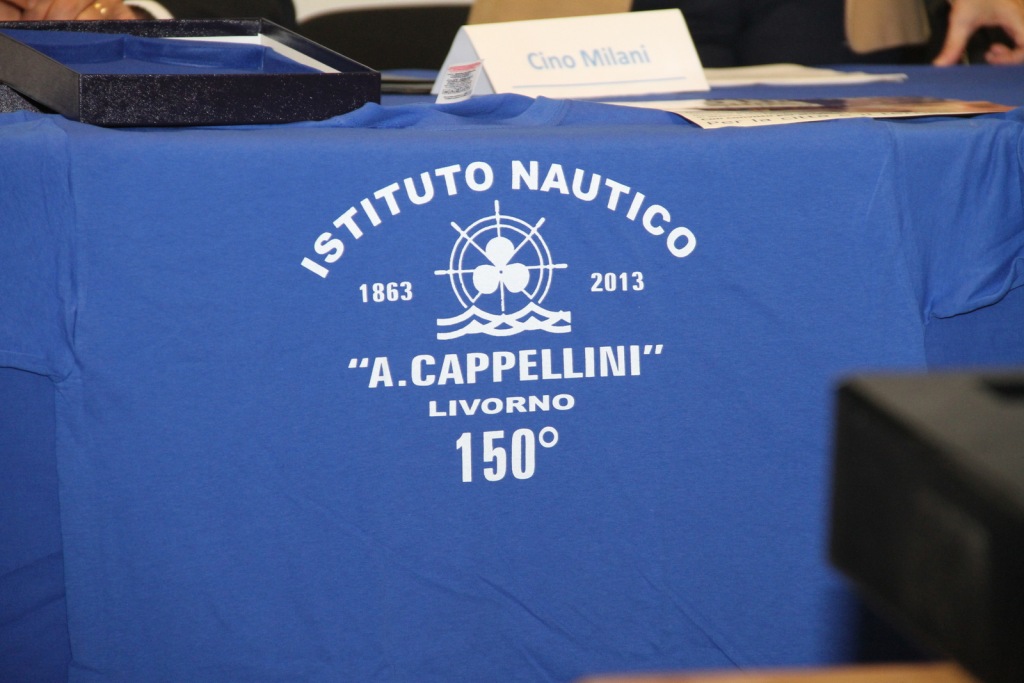 Cino Milani
ISTITUTO NAUTICO
1863 2013
"A.CAPPELLINI"
LIVORNO
150°